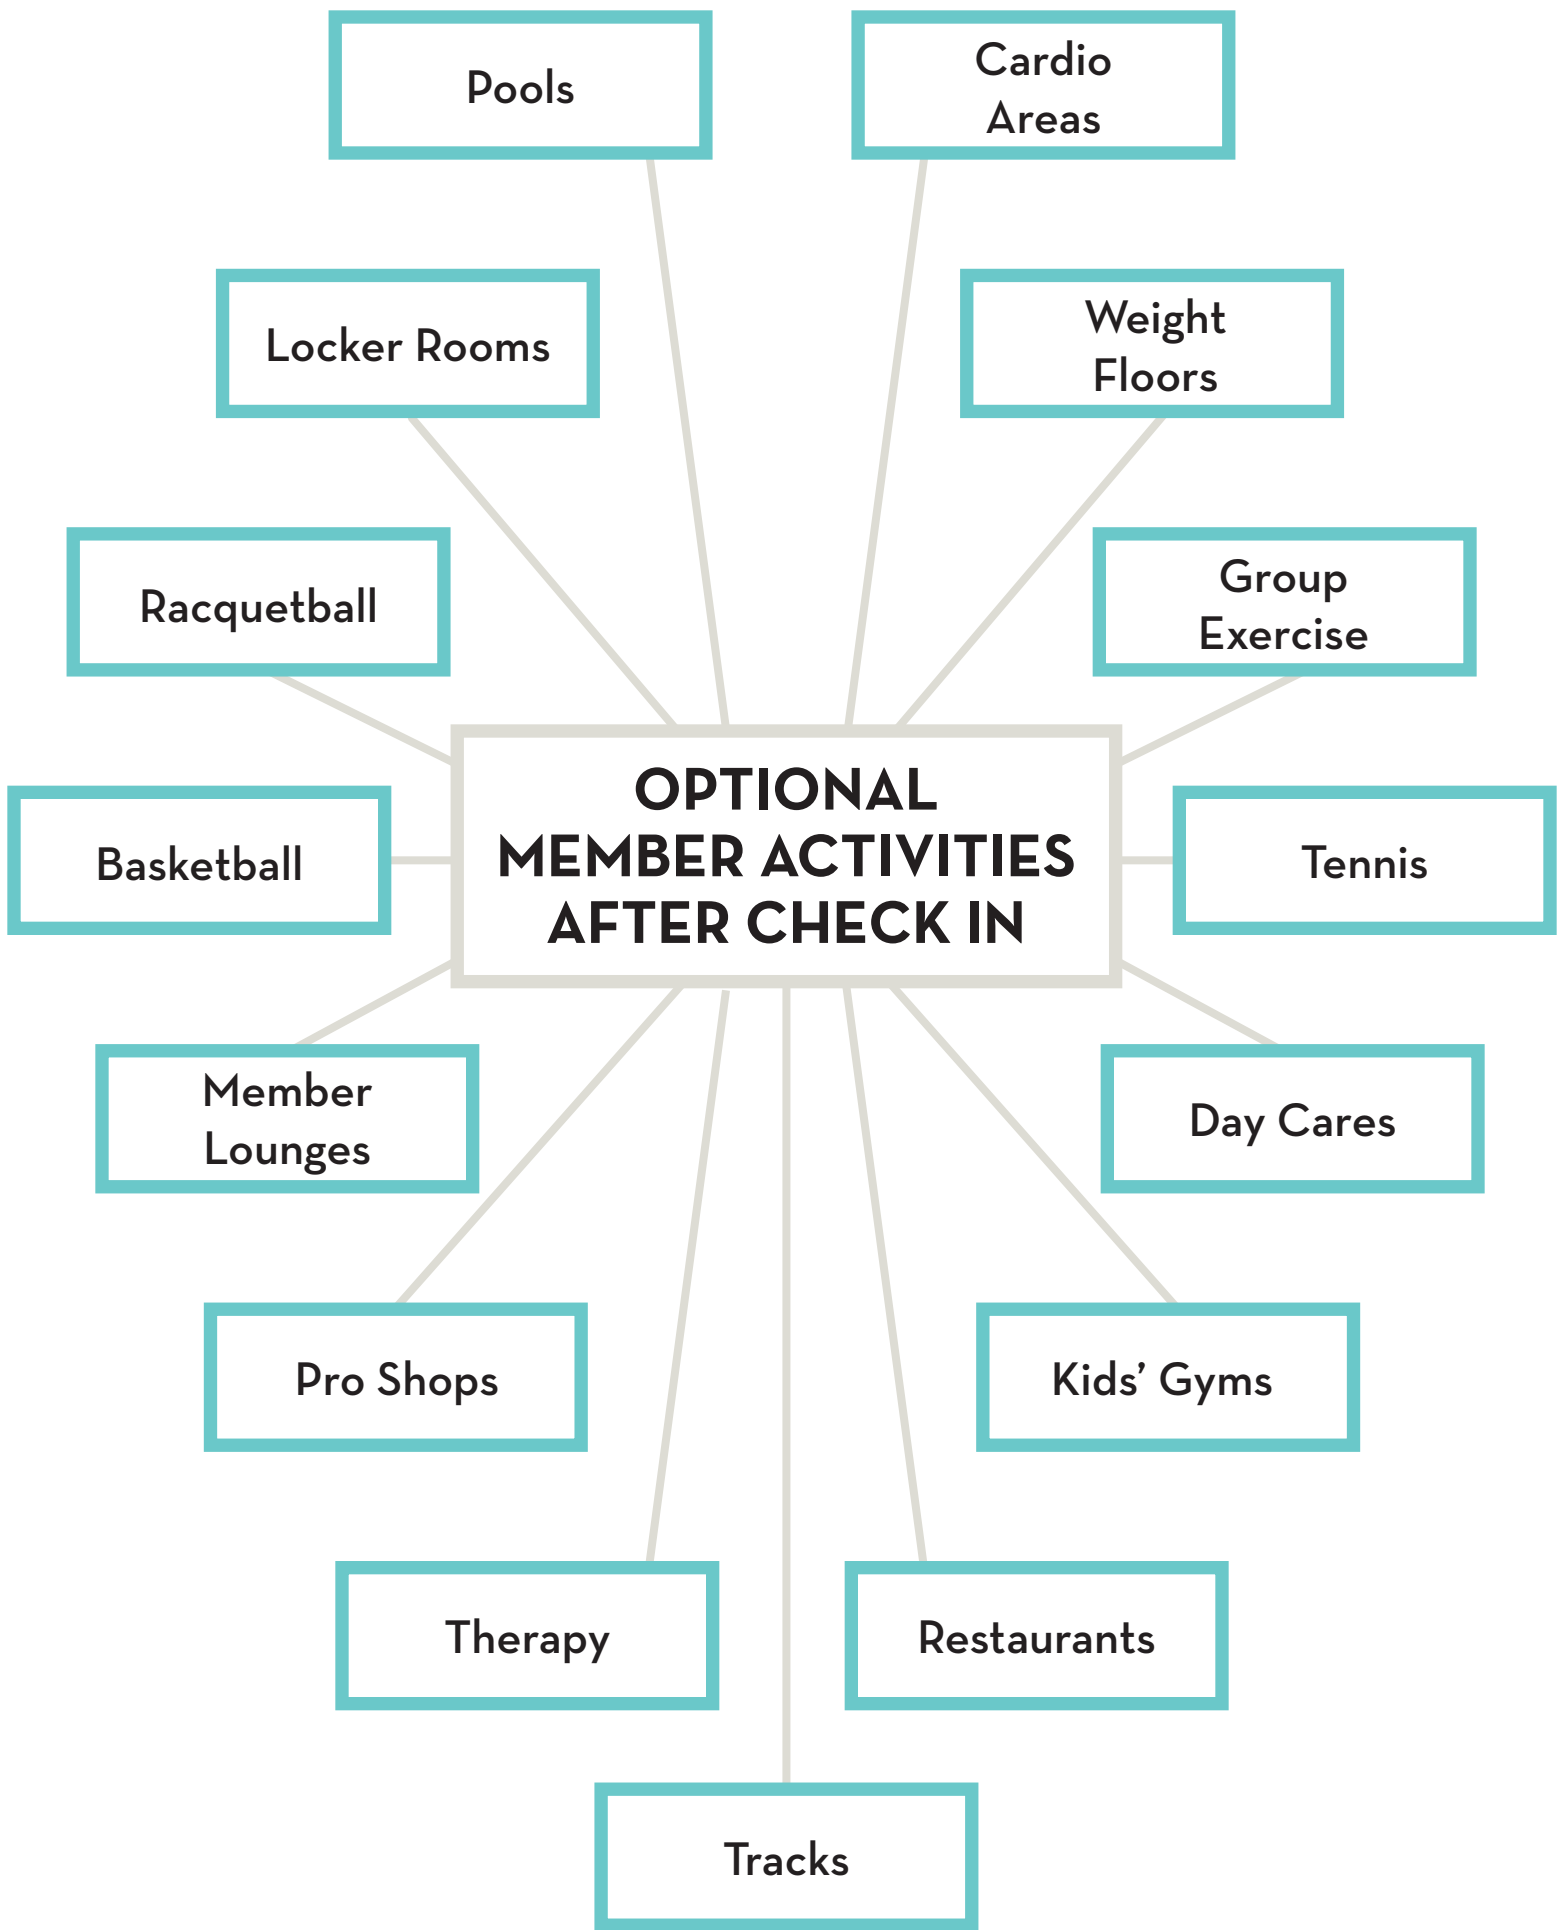 Pools
Cardio
Areas
Locker Rooms
Weight
Floors
Racquetball
Group
Exercise
OPTIONAL
MEMBER ACTIVITIES
AFTER CHECK IN
Basketball
Tennis
Member
Lounges
Day Cares
Pro Shops
Kids’ Gyms
Therapy
Restaurants
Tracks